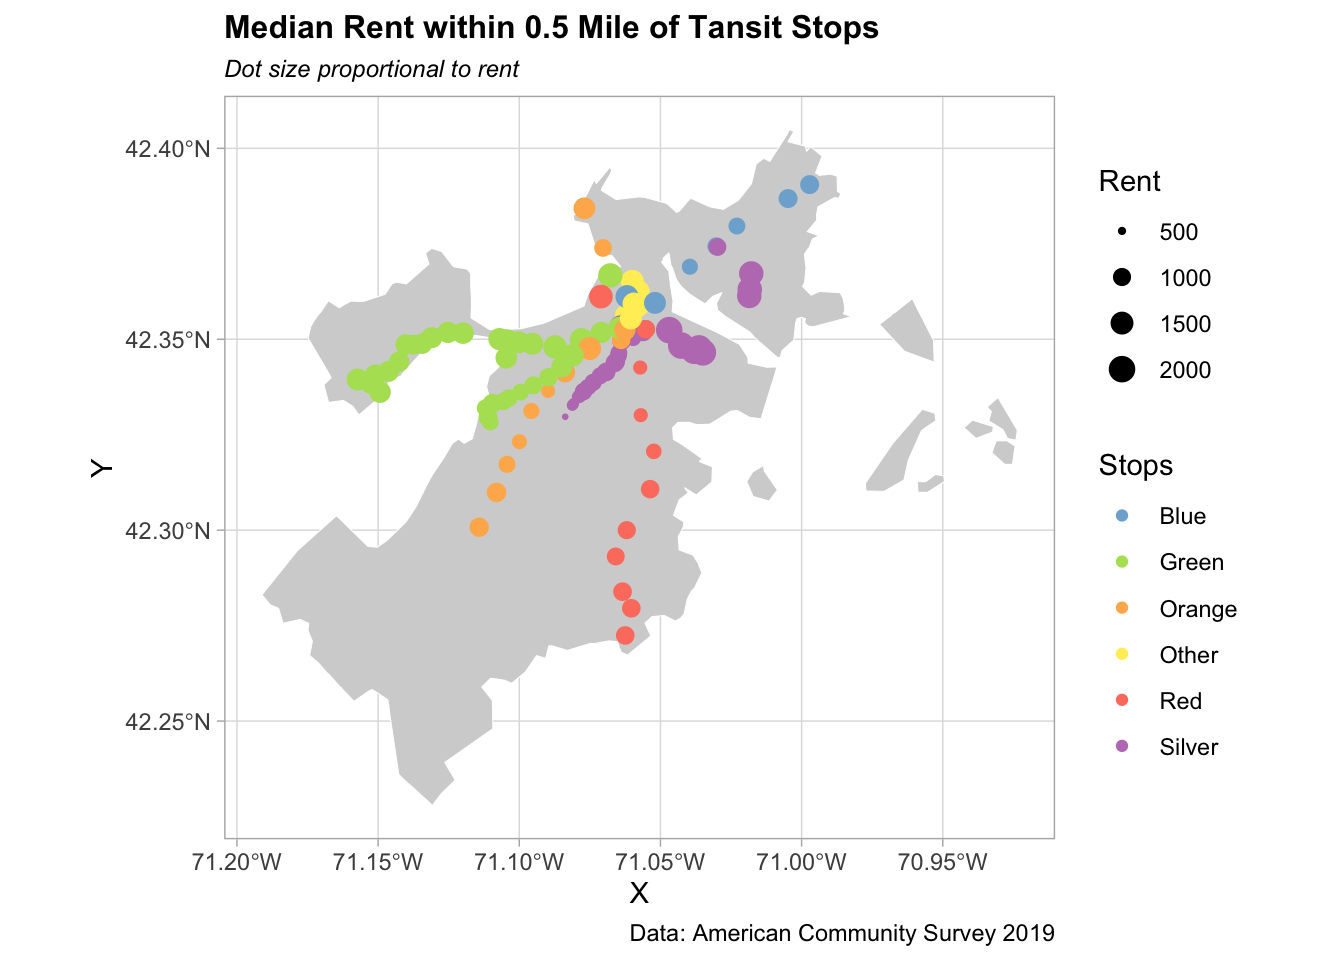 Median Rent within 0.5 Mile of Tansit Stops
Dot size proportional to rent
42.40°N
42.35°N
42.30°N
42.25°N
Y
71.20°W
71.15°W
71.10°W
71.05°W
71.00°W
70.95°W
X
Rent
500
1000
1500
2000
Stops
Blue
Green
Orange
Other
Red
Silver
Data: American Community Survey 2019